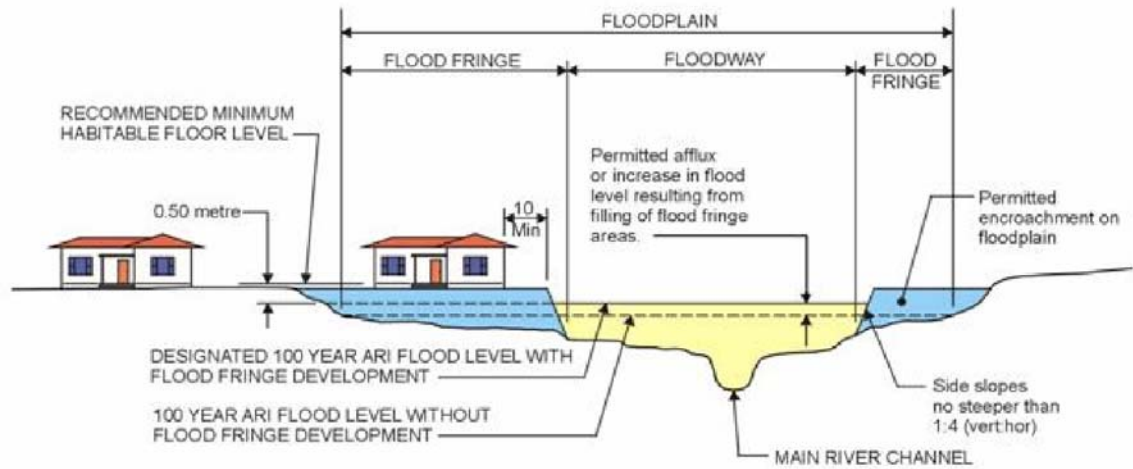 FLOODPLAIN
FLOOD FRINGE
FLOODWAY
FLOOD
FRINGE
RECOMMENDED MINIMUM
HABITABLE FLOOR LEVEL
Permitted afflux
or increase in flood
level resulting from
filling of flood fringe
areas.
0.50 metre
10
Min
Permitted
encroachment on
floodplain
DESIGNATED 100 YEAR ARI FLOOD LEVEL WITH
FLOOD FRINGE DEVELOPMENT
100 YEAR ARI FLOOD LEVEL WITHOUT
FLOOD FRINGE DEVELOPMENT
Side slopes
no steeper than
1:4 (vert:hor)
MAIN RIVER CHANNEL